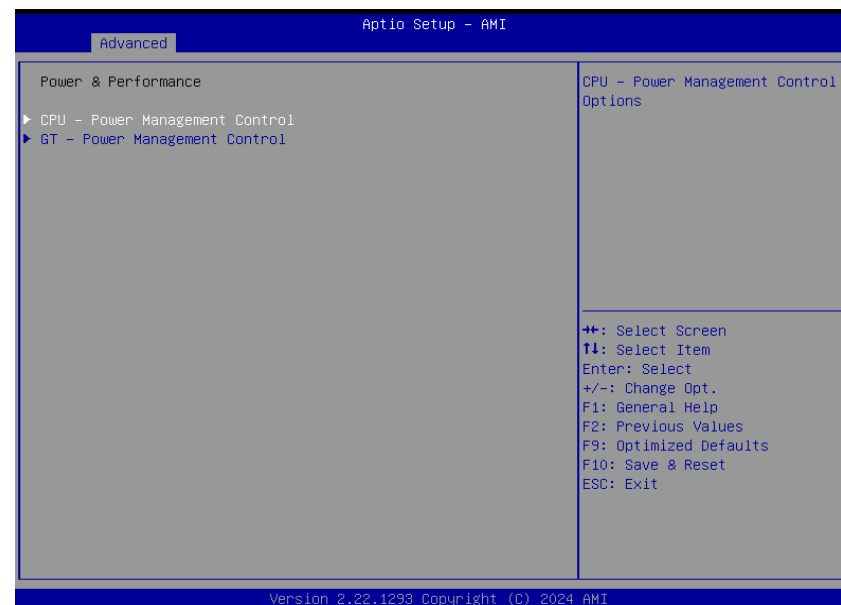 Aptio Setup – AMI
Advanced
Power & Performance
CPU – Power Management Control
GT – Power Management Control
CPU – Power Management Control
Options
→←: Select Screen
↑↓: Select Item
Enter: Select
+/-: Change Opt.
F1: General Help
F2: Previous Values
F9: Optimized Defaults
F10: Save & Reset
ESC: Exit
Version 2.22.1293 Copyright (C) 2024 AMI